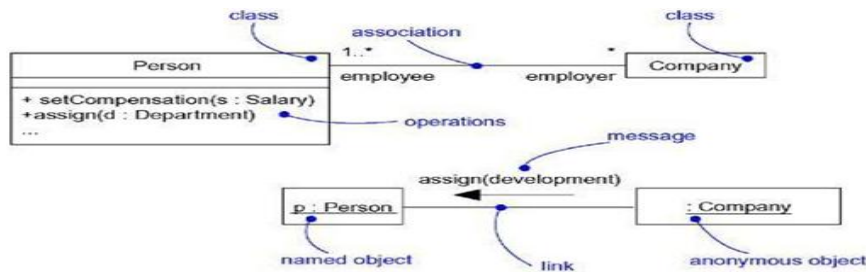 class
association
class
1..*
*
Person
Company
employee
employer
+ setCompensation(s : Salary)
+assign(d : Department)
...
operations
message
assign(development)
p : Person
: Company
named object
link
anonymous object